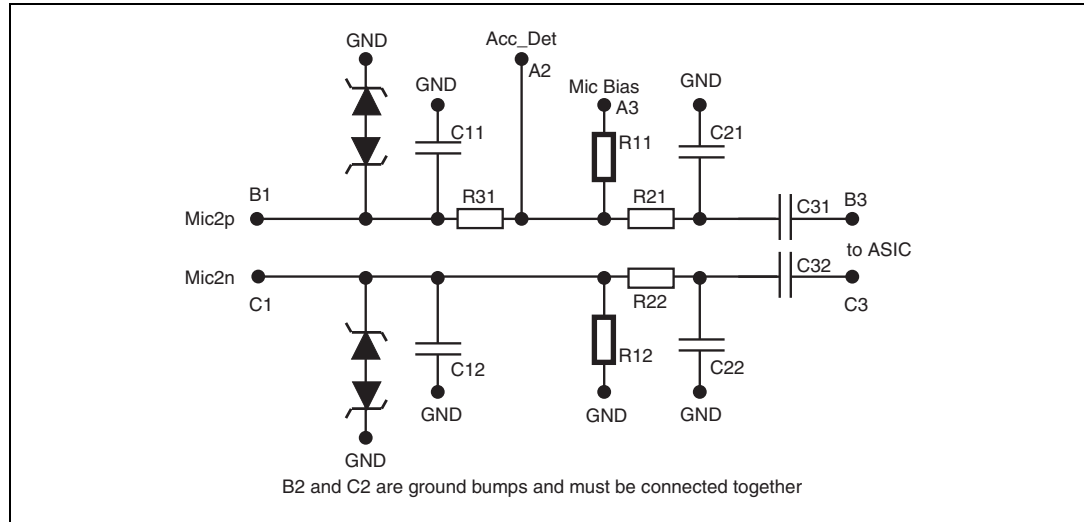 GND
Acc_Det
A2
GND
Mic Bias
A3
GND
C11
R11
C21
B1
R31
R21
C31
B3
Mic2p
to ASIC
Mic2n
C1
R22
C32
C3
C12
R12
C22
GND
GND
GND
GND
B2 and C2 are ground bumps and must be connected together